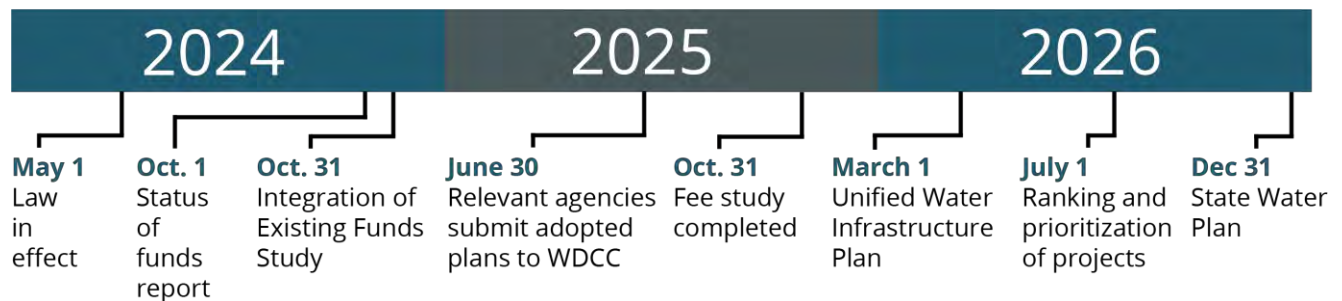 2024
2025
2026
May 1
Law
in
effect
Oct. 1
Status
of
funds
report
Oct. 31
Integration of
Existing Funds
Study
June 30
Relevant agencies
submit adopted
plans to WDCC
Oct. 31
Fee study
completed
March 1
Unified Water
Infrastructure
Plan
July 1
Ranking and
prioritization
of projects
Dec 31
State Water
Plan